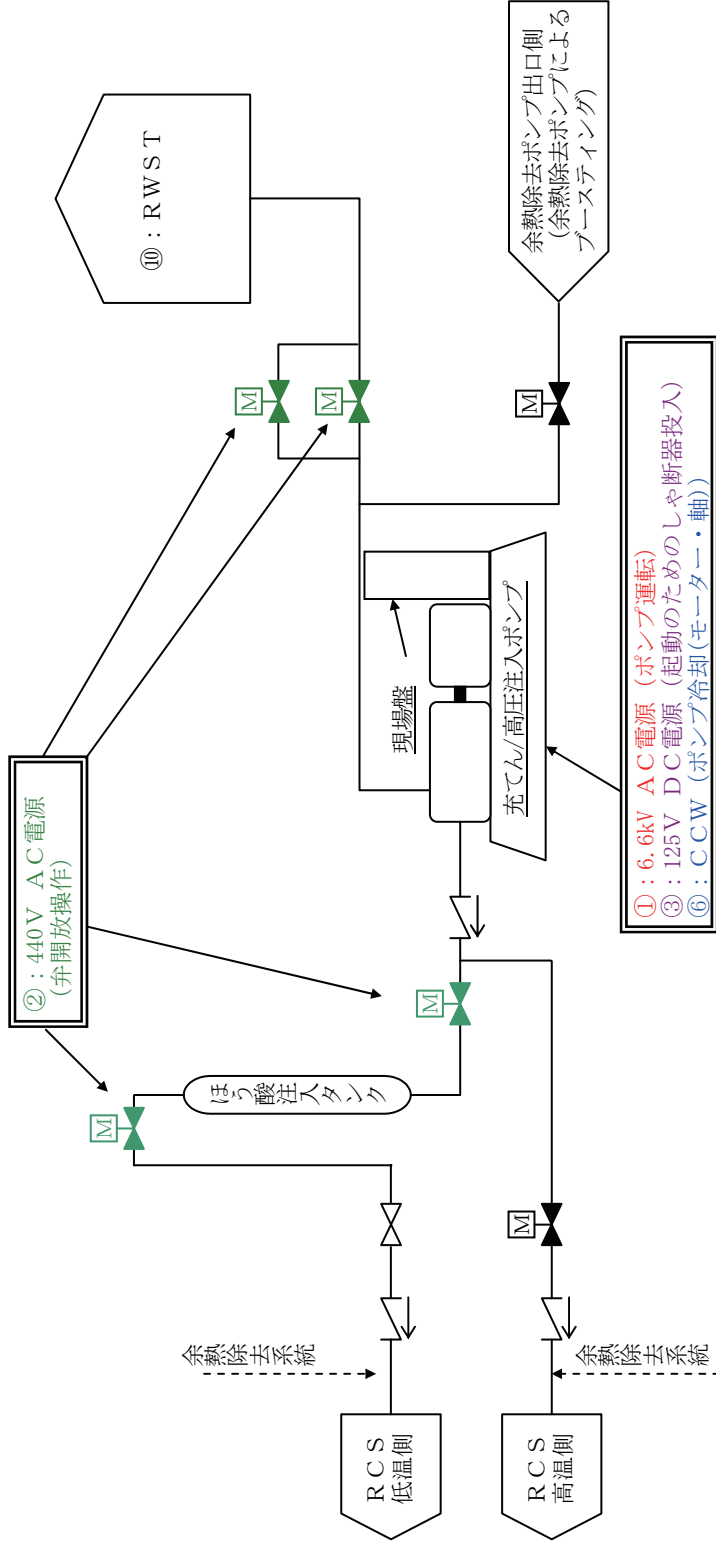 ②：440V AC電源
(弁開放操作)
⑩：RWST
M
M
M
M
M
M
ほう酸注入タンク
現場盤
充てん/高圧注入ポンプ
余熱除去ポンプ出口側
(余熱除去ポンプによる
ブースティング)
余熱除去系統
余熱除去系統
RCS
低温側
RCS
高温側
①：6.6kV AC電源 (ポンプ運転)
③：125V DC電源 (起動のためのしゃ断器投入)
⑥：CCW (ポンプ冷却(モーター・軸))